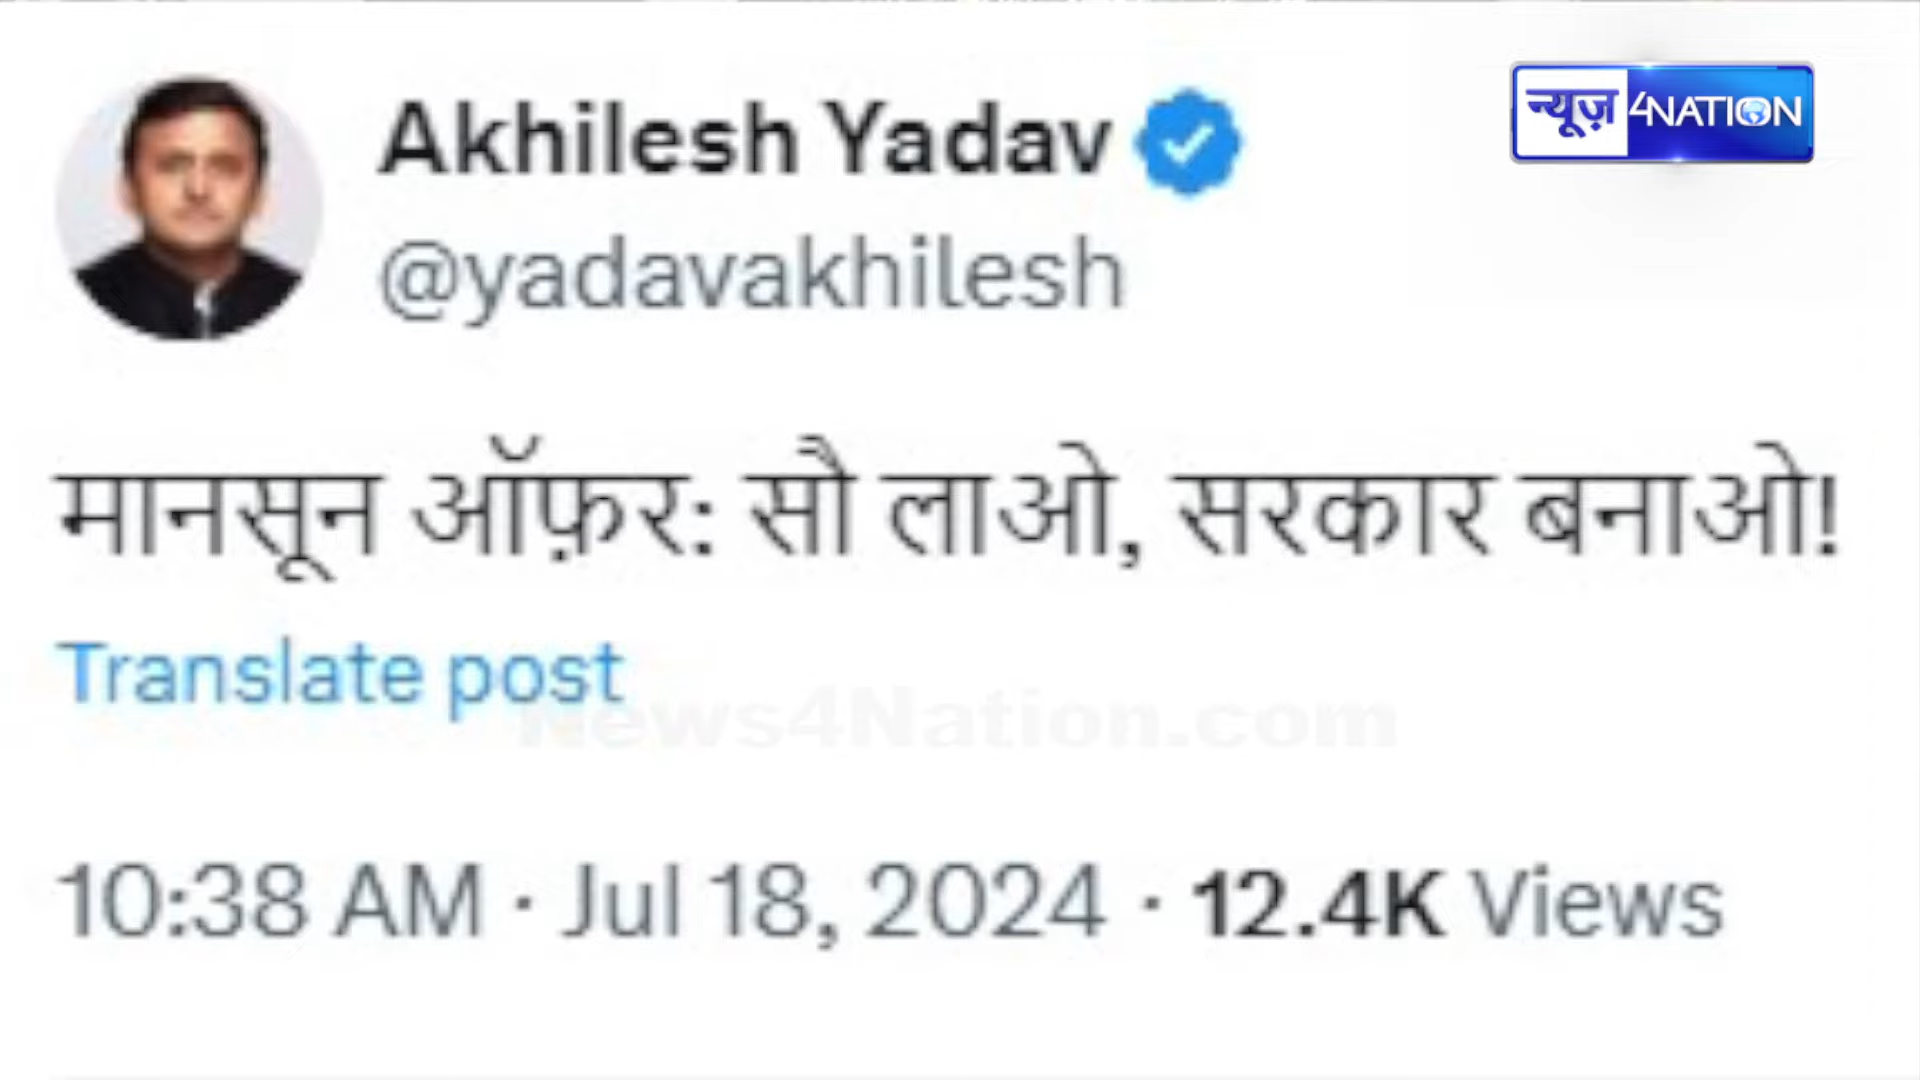 Akhilesh Yadav
न्यूज़ 4NATION
@yadavakhilesh
मानसून ऑफ़र: सौ लाओ, सरकार बनाओ!
Translate post
News4Nation.com
10:38 AM · Jul 18, 2024 · 12.4K Views